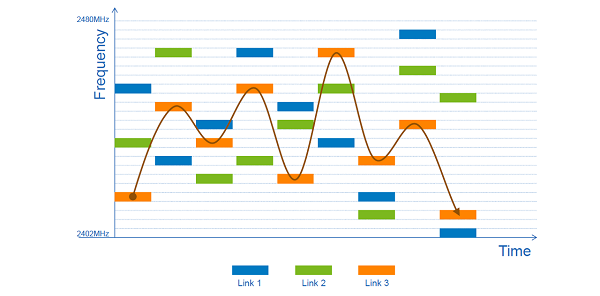 2480MHz
Frequency
2402MHz
Time
Link 1
Link 2
Link 3